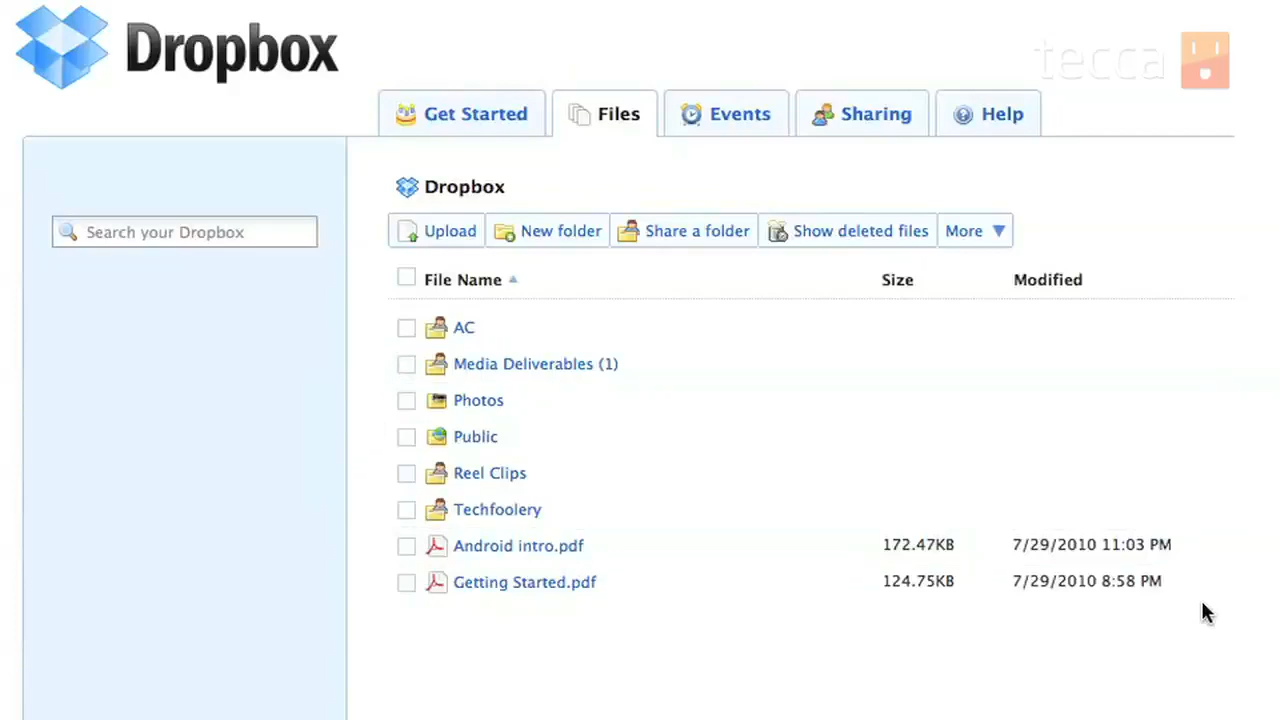 Dropbox
tecca
Get Started Files Events Sharing Help
Dropbox
Search your Dropbox
Upload New folder Share a folder Show deleted files More
File Name Size Modified
AC
Media Deliverables (1)
Photos
Public
Reel Clips
Techfoolery
Android intro.pdf 172.47KB 7/29/2010 11:03 PM
Getting Started.pdf 124.75KB 7/29/2010 8:58 PM